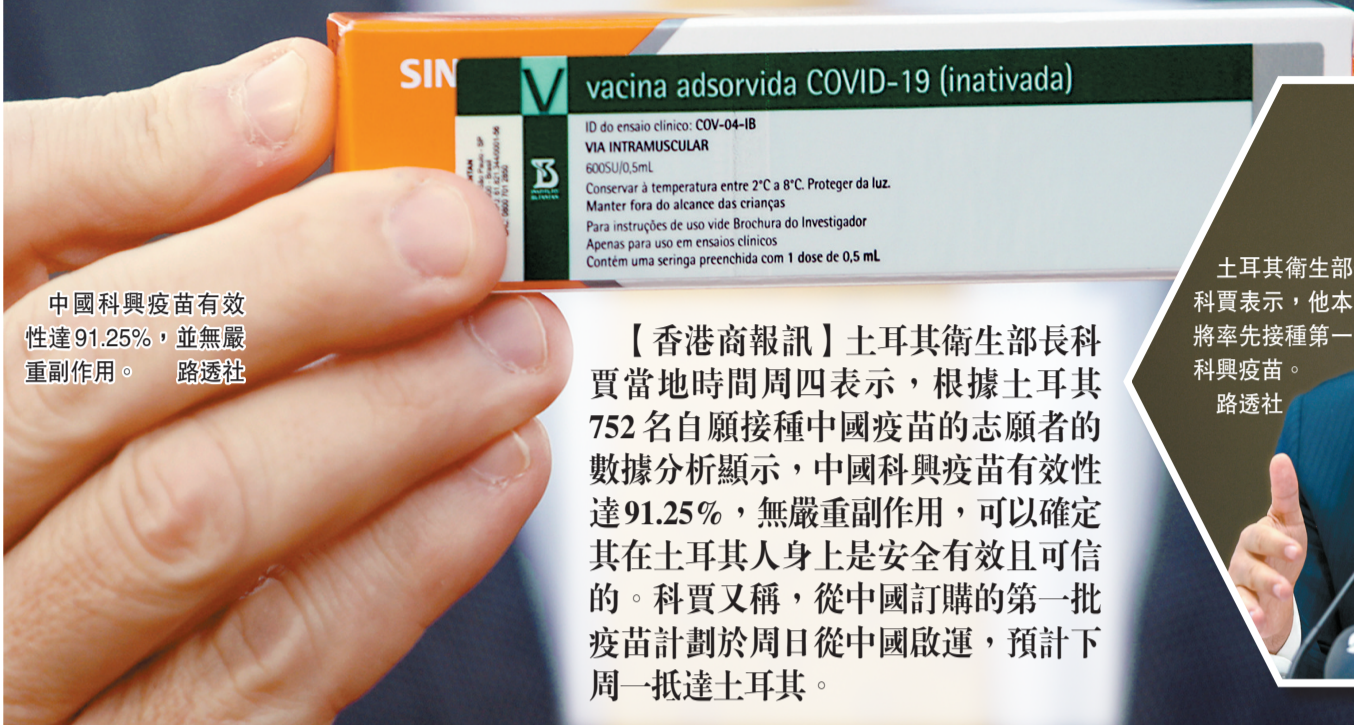 SIN
V
vacina adsorvida COVID-19 (inativada)
ID do ensaio clínico: COV-04-IB
VIA INTRAMUSCULAR
600SU/0,5mL
Conservar à temperatura entre 2°C a 8°C. Proteger da luz.
Manter fora do alcance das crianças
Para instruções de uso vide Brochura do Investigador
Apenas para uso em ensaios clínicos
Contém uma seringa preenchida com 1 dose de 0,5 mL
中國科興疫苗有效
性達91.25%，並無嚴
重副作用。 路透社
【香港商報訊】土耳其衛生部長科
賈當地時間周四表示，根據土耳其
752名自願接種中國疫苗的志願者的
數據分析顯示，中國科興疫苗有效性
達91.25%，無嚴重副作用，可以確定
其在土耳其人身上是安全有效且可信
的。科賈又稱，從中國訂購的第一批
疫苗計劃於周日從中國啟運，預計下
周一抵達土耳其。
土耳其衛生部
科賈表示，他本
將率先接種第一
科興疫苗。
路透社